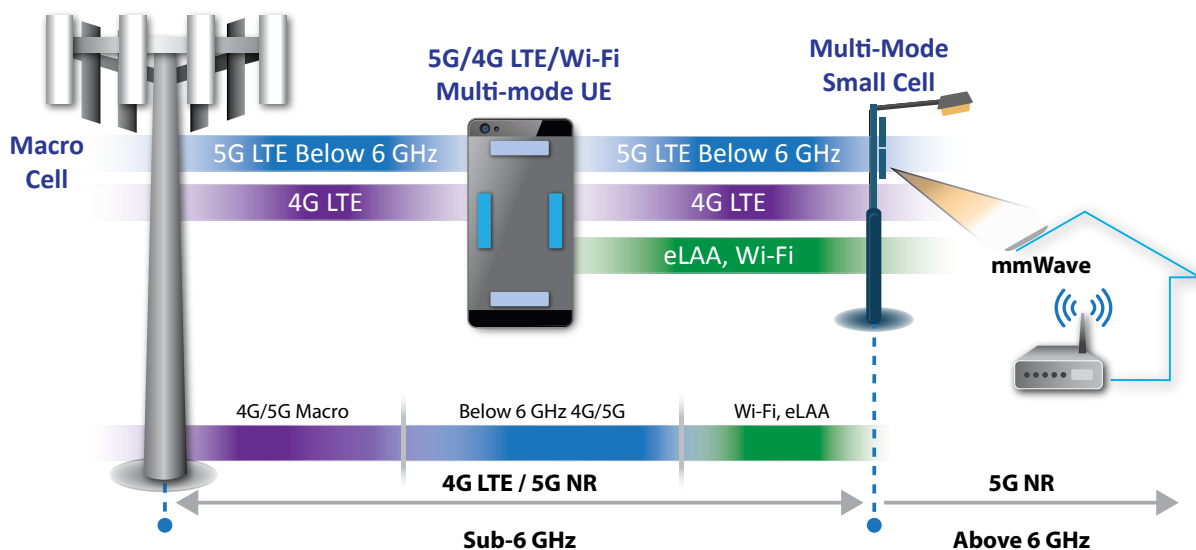 5G/4G LTE/Wi-Fi
Multi-mode UE
Multi-Mode
Small Cell
Macro
Cell
5G LTE Below 6 GHz
5G LTE Below 6 GHz
4G LTE
4G LTE
eLAA, Wi-Fi
mmWave
4G/5G Macro
Below 6 GHz 4G/5G
Wi-Fi, eLAA
4G LTE / 5G NR
5G NR
Sub-6 GHz
Above 6 GHz